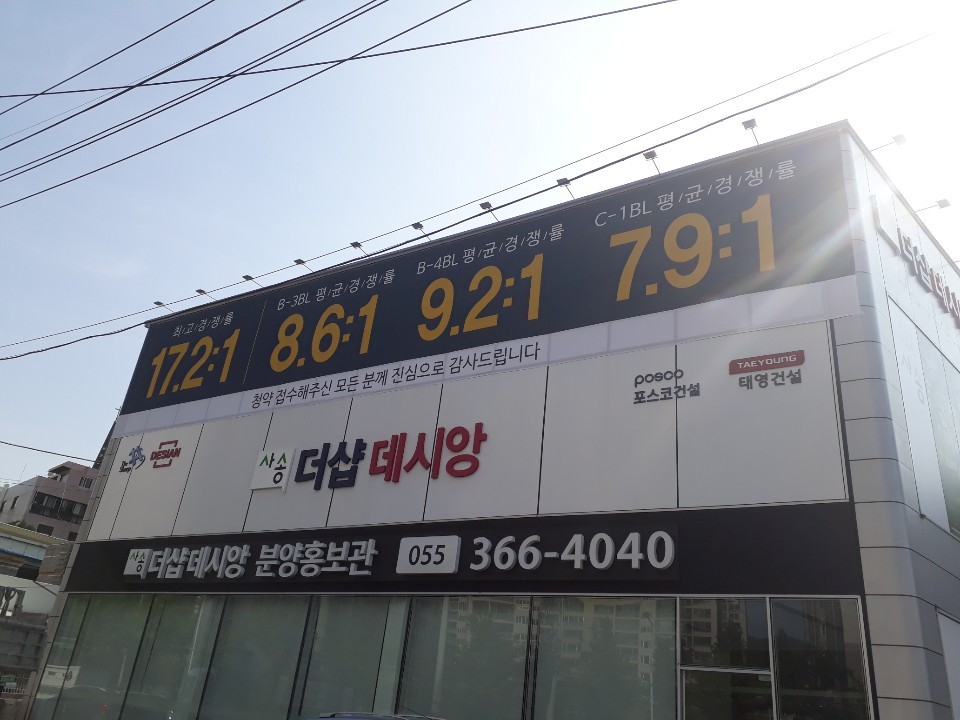 최/고/경/쟁/률
17.2:1
B-3BL 평/균/경/쟁/률
8.6:1
B-4BL 평/균/경/쟁/률
9.2:1
C-1BL 평/균/경/쟁/률
7.9:1
청약 접수해주신 모든 분께 진심으로 감사드립니다
posco
포스코건설
TAEYOUNG
태영건설
DESIAN
사송 더샵 데시앙
사송 더샵 데시앙 분양홍보관 055 366-4040